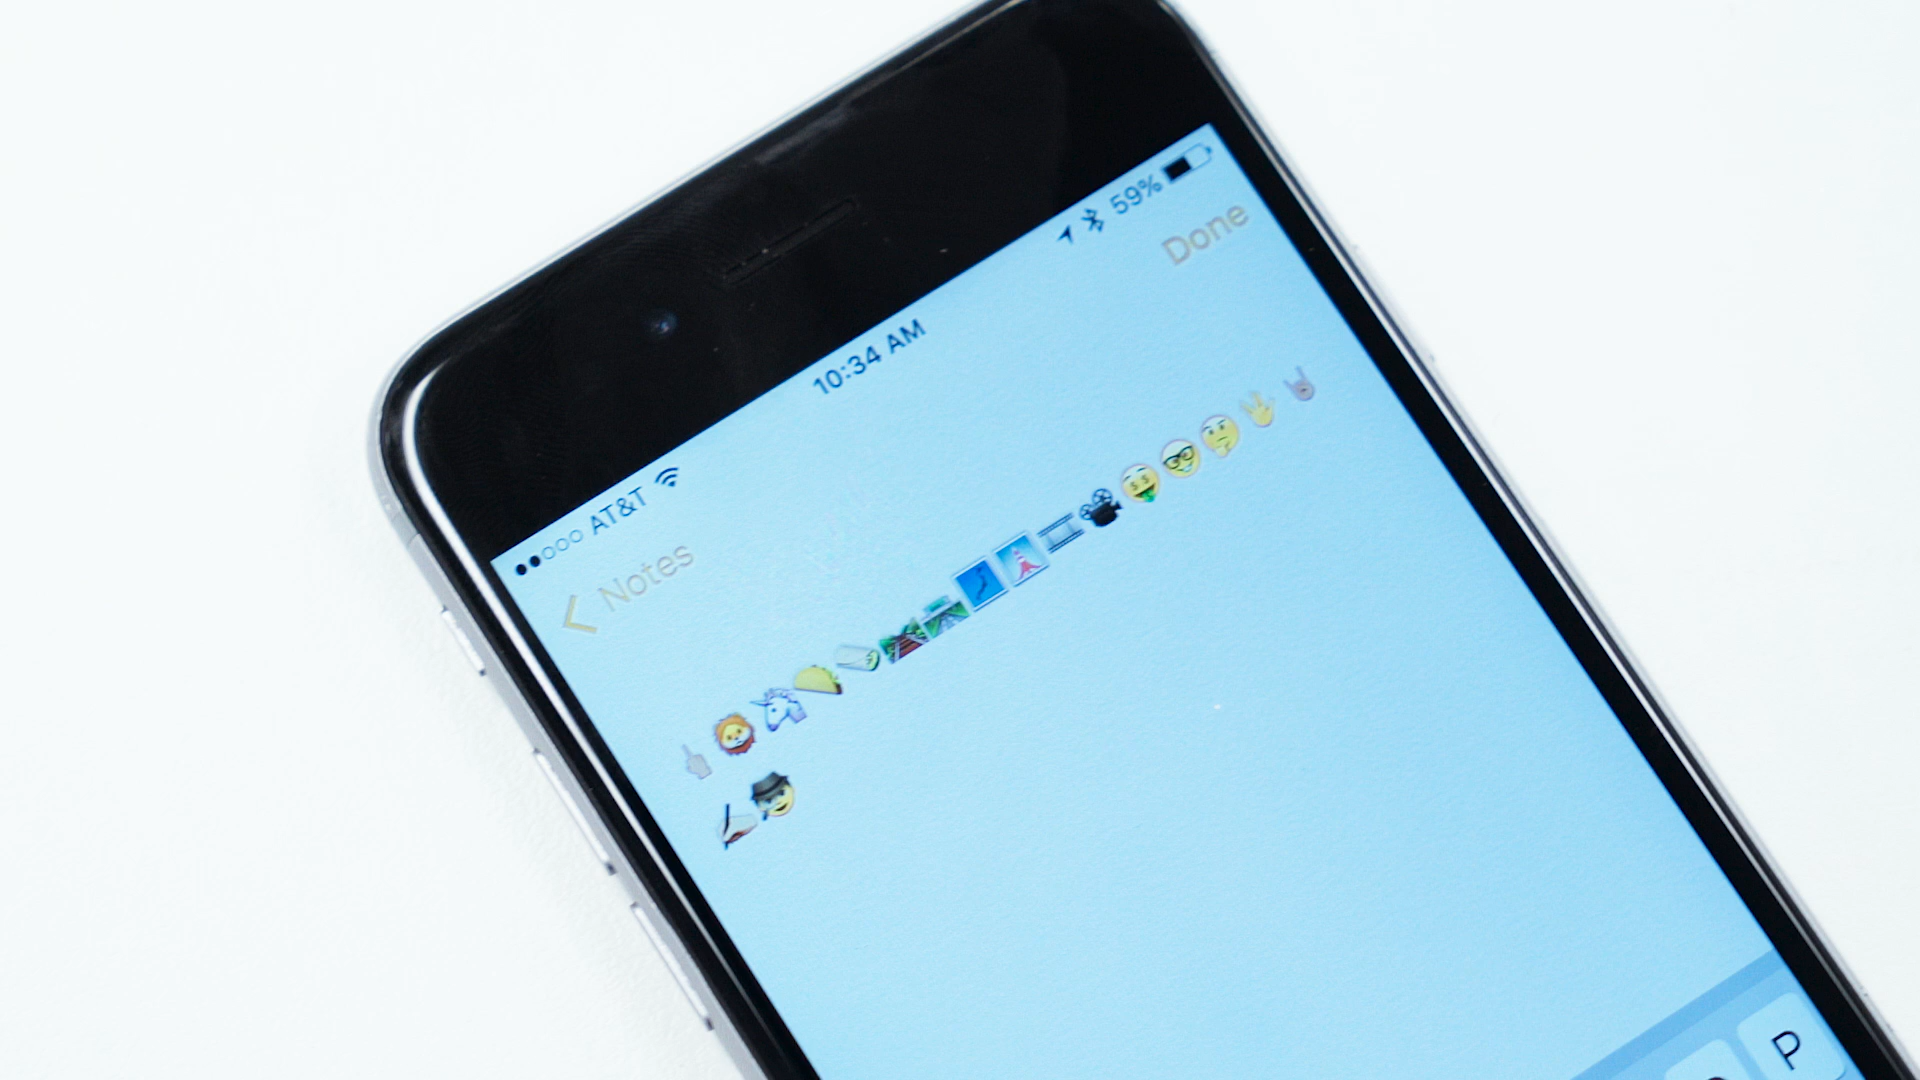 AT&T 10:34 AM 59%
Notes Done
🖕🦁🦄🌮🌯🛤🛣🗾🗼🎞🎥🤑🤓🤔🖖🤘
✍🕵
P